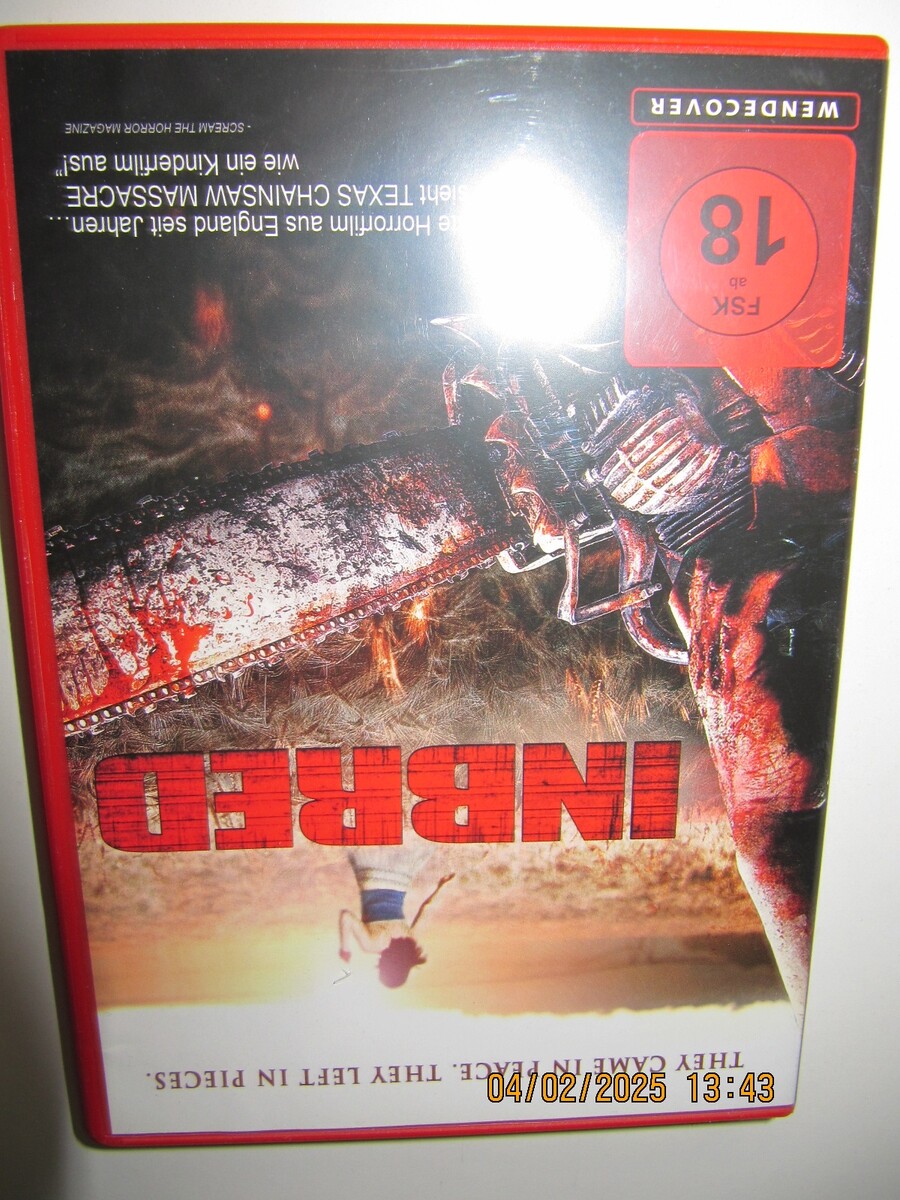 THEY CAME IN PEACE. THEY LEFT IN PIECES.
INBRED
Horrorfilm aus England seit Jahren...
sieht TEXAS CHAINSAW MASSACRE
wie ein Kinderfilm aus!"
- SCREAM THE HORROR MAGAZINE
FSK
ab
18
WENDECOVER
04/02/2025 13:43